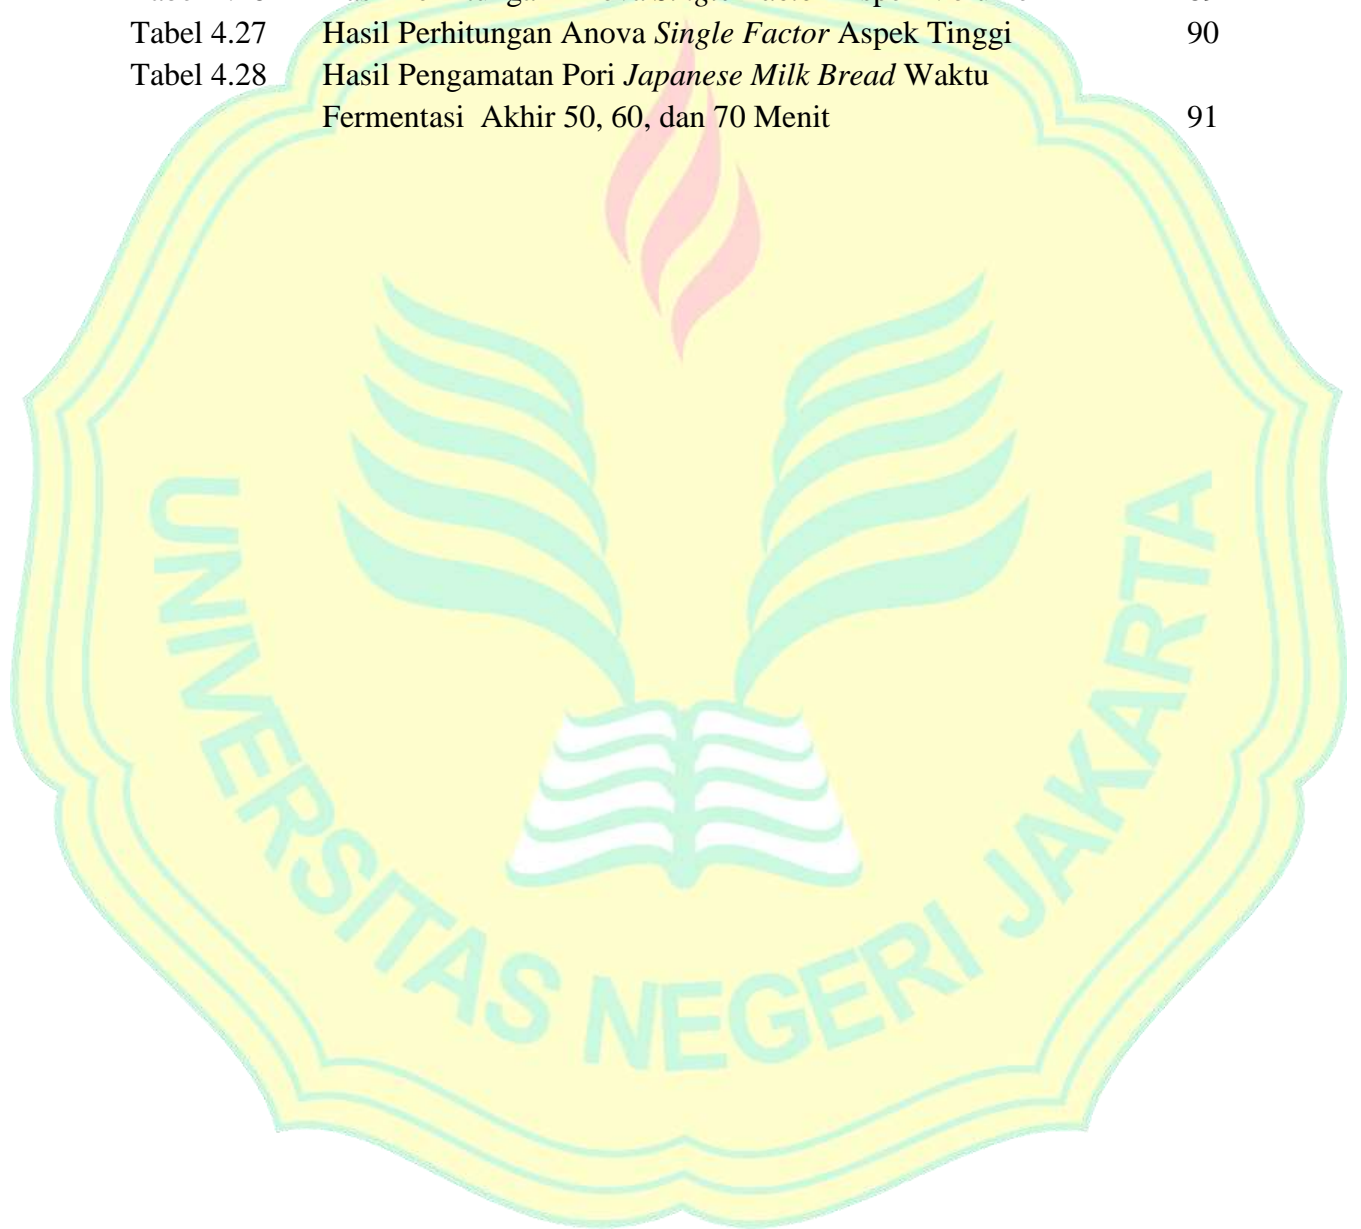 Tabel 4.27 Hasil Perhitungan Anova Single Factor Aspek Tinggi 90
Tabel 4.28 Hasil Pengamatan Pori Japanese Milk Bread Waktu
Fermentasi Akhir 50, 60, dan 70 Menit 91
UNIVERSITAS NEGERI JAKARTA